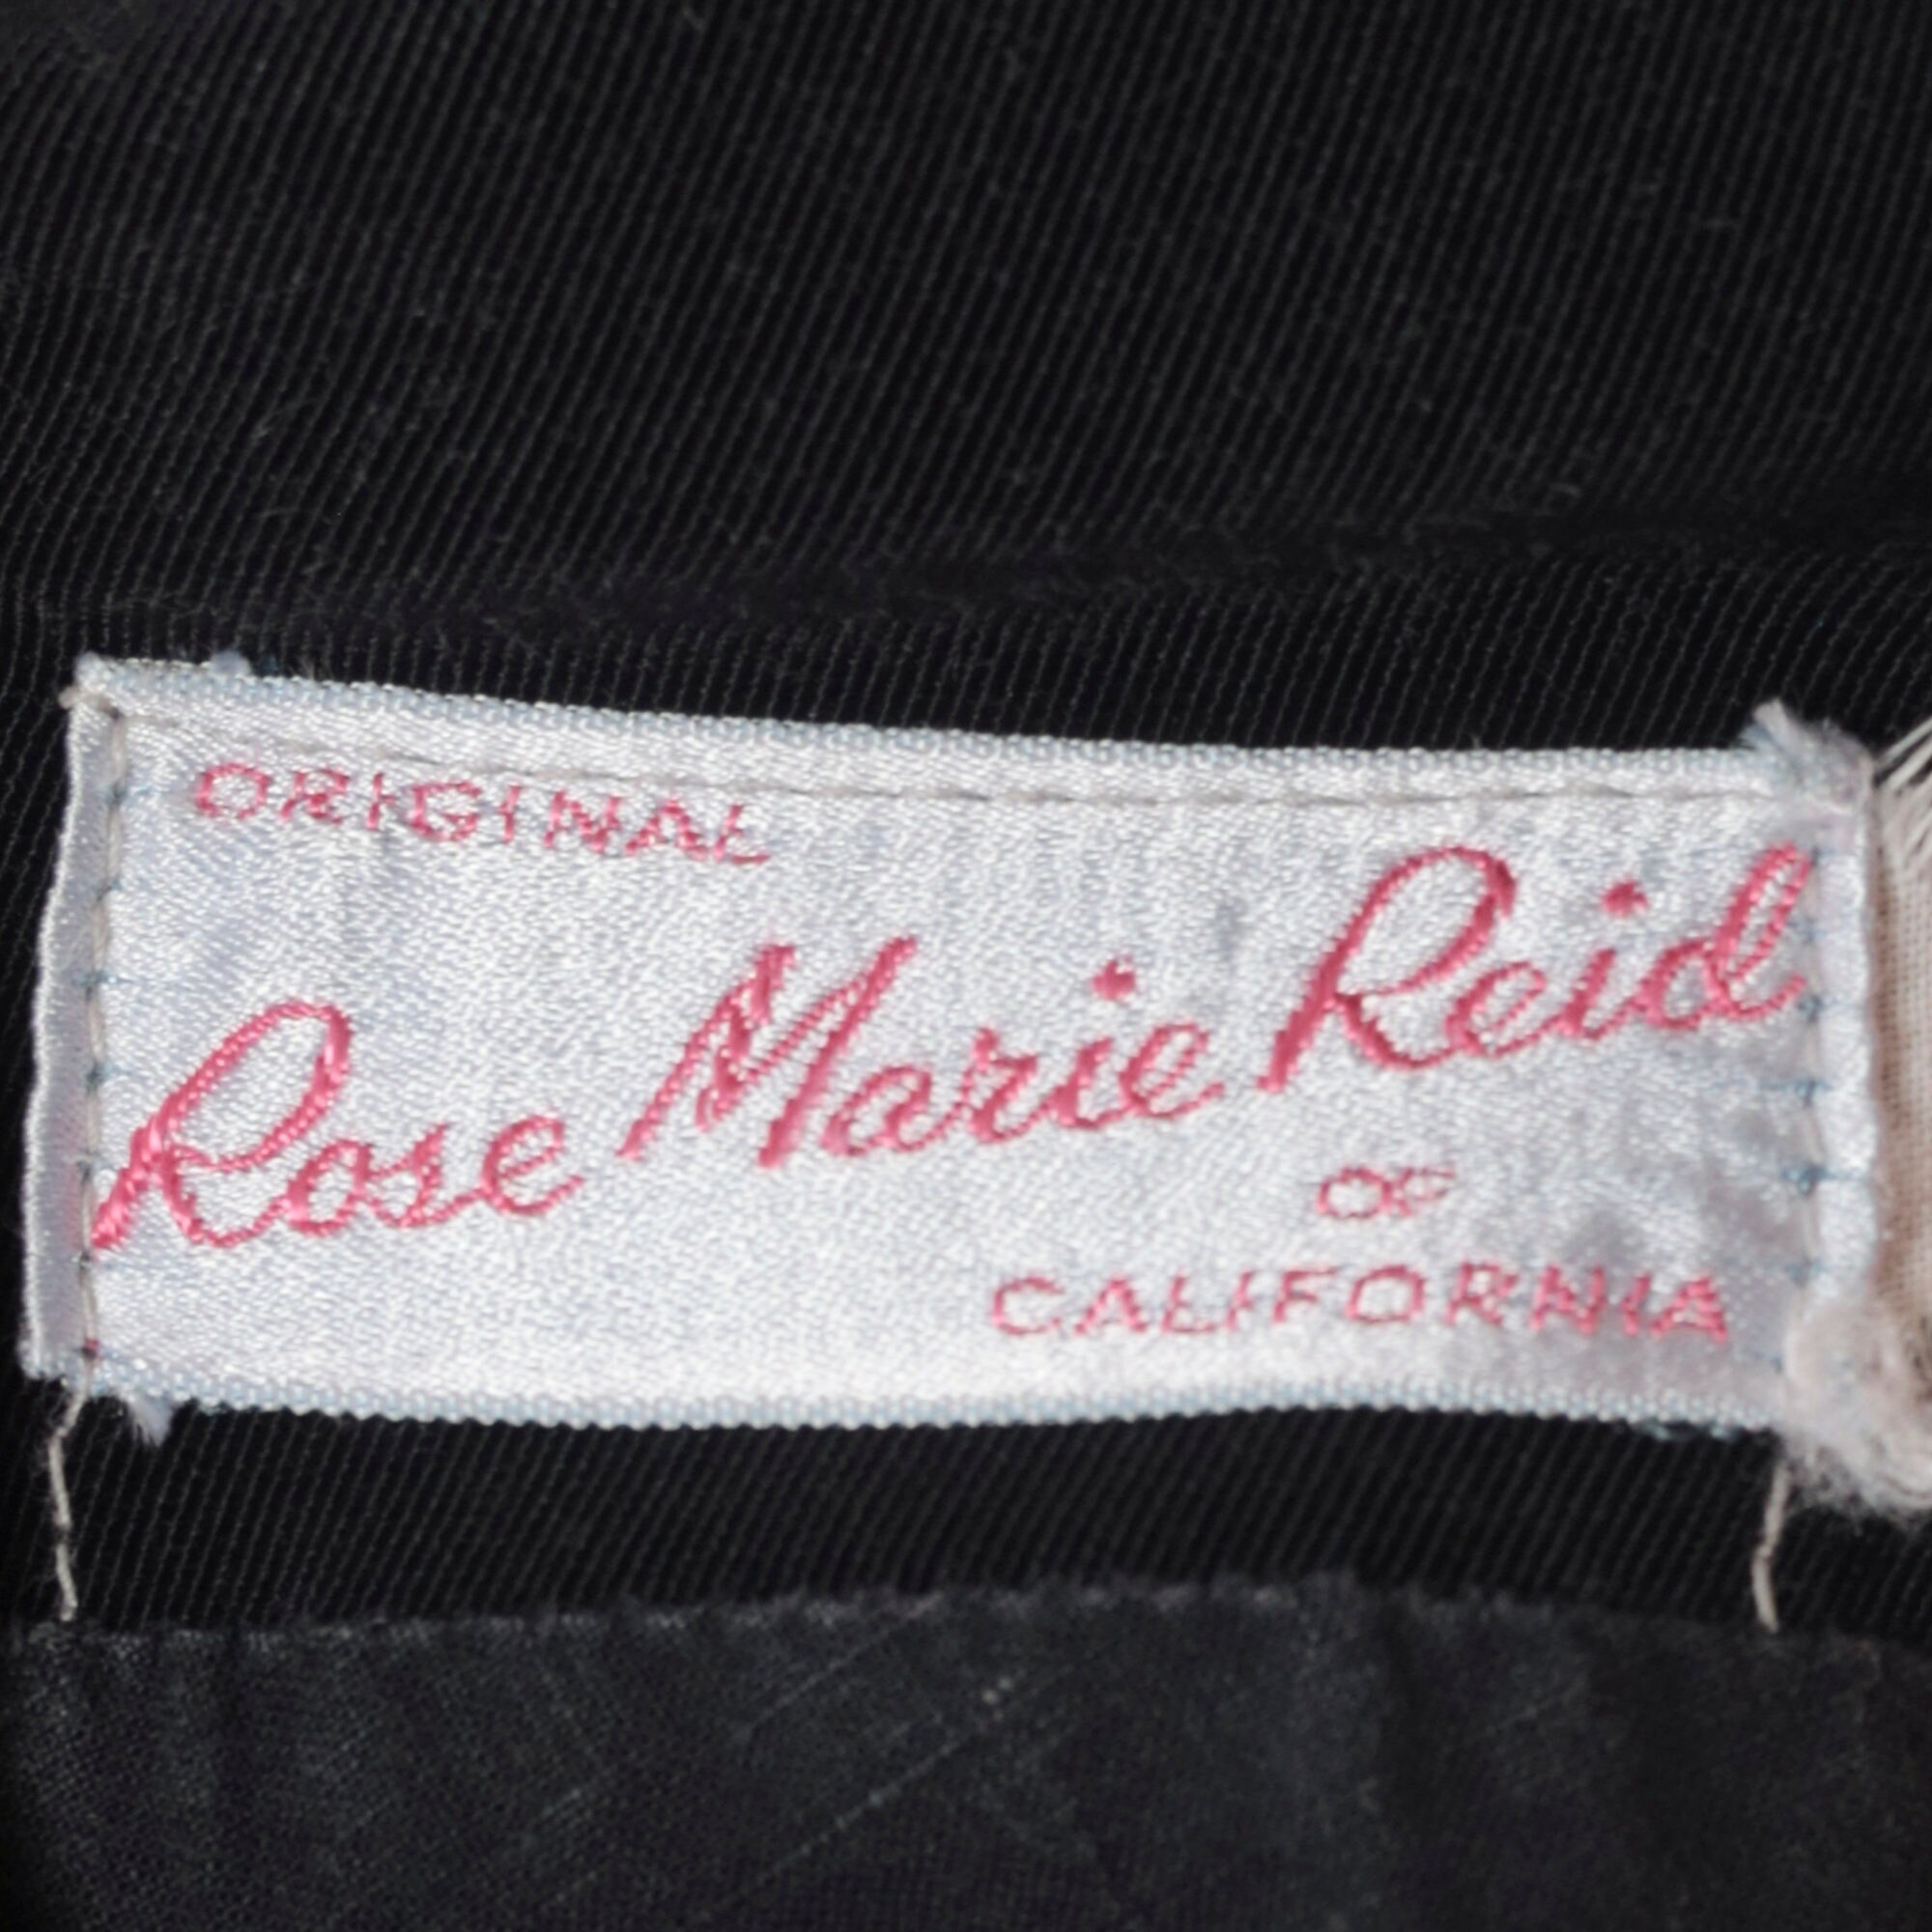 ORIGINAL
Rose Marie Reid
OF
CALIFORNIA